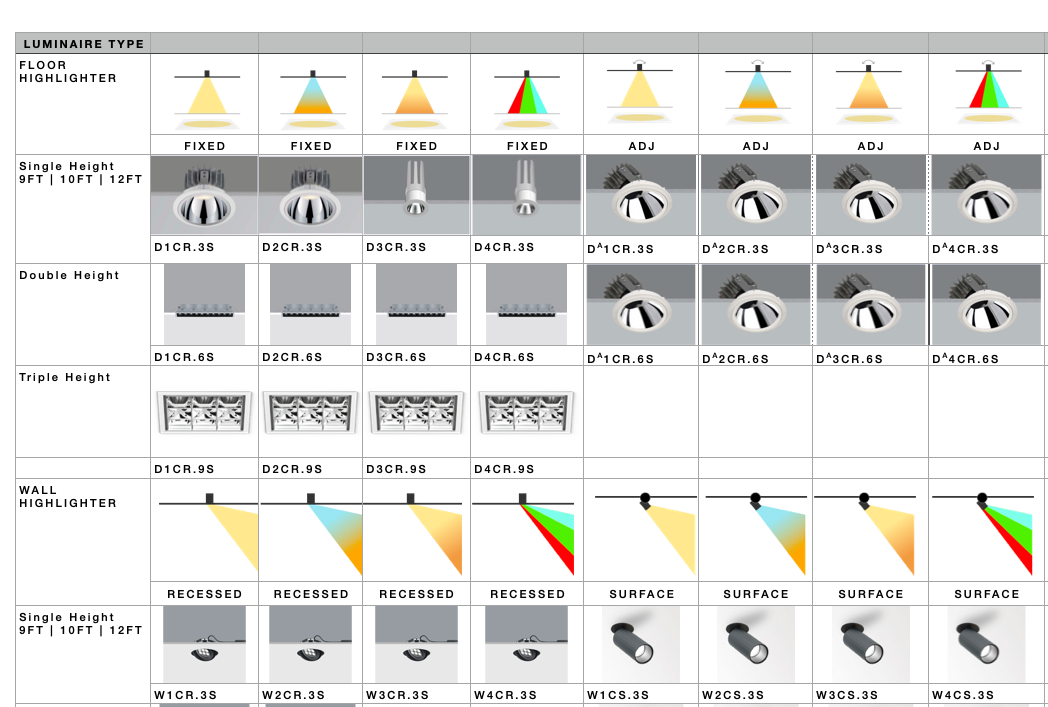 LUMINAIRE TYPE
FLOOR
HIGHLIGHTER
FIXED FIXED FIXED FIXED ADJ ADJ ADJ ADJ
Single Height
9FT | 10FT | 12FT
D1CR.3S D2CR.3S D3CR.3S D4CR.3S Dᴬ1CR.3S Dᴬ2CR.3S Dᴬ3CR.3S Dᴬ4CR.3S
Double Height
D1CR.6S D2CR.6S D3CR.6S D4CR.6S Dᴬ1CR.6S Dᴬ2CR.6S Dᴬ3CR.6S Dᴬ4CR.6S
Triple Height
D1CR.9S D2CR.9S D3CR.9S D4CR.9S
WALL
HIGHLIGHTER
RECESSED RECESSED RECESSED RECESSED SURFACE SURFACE SURFACE SURFACE
Single Height
9FT | 10FT | 12FT
W1CR.3S W2CR.3S W3CR.3S W4CR.3S W1CS.3S W2CS.3S W3CS.3S W4CS.3S